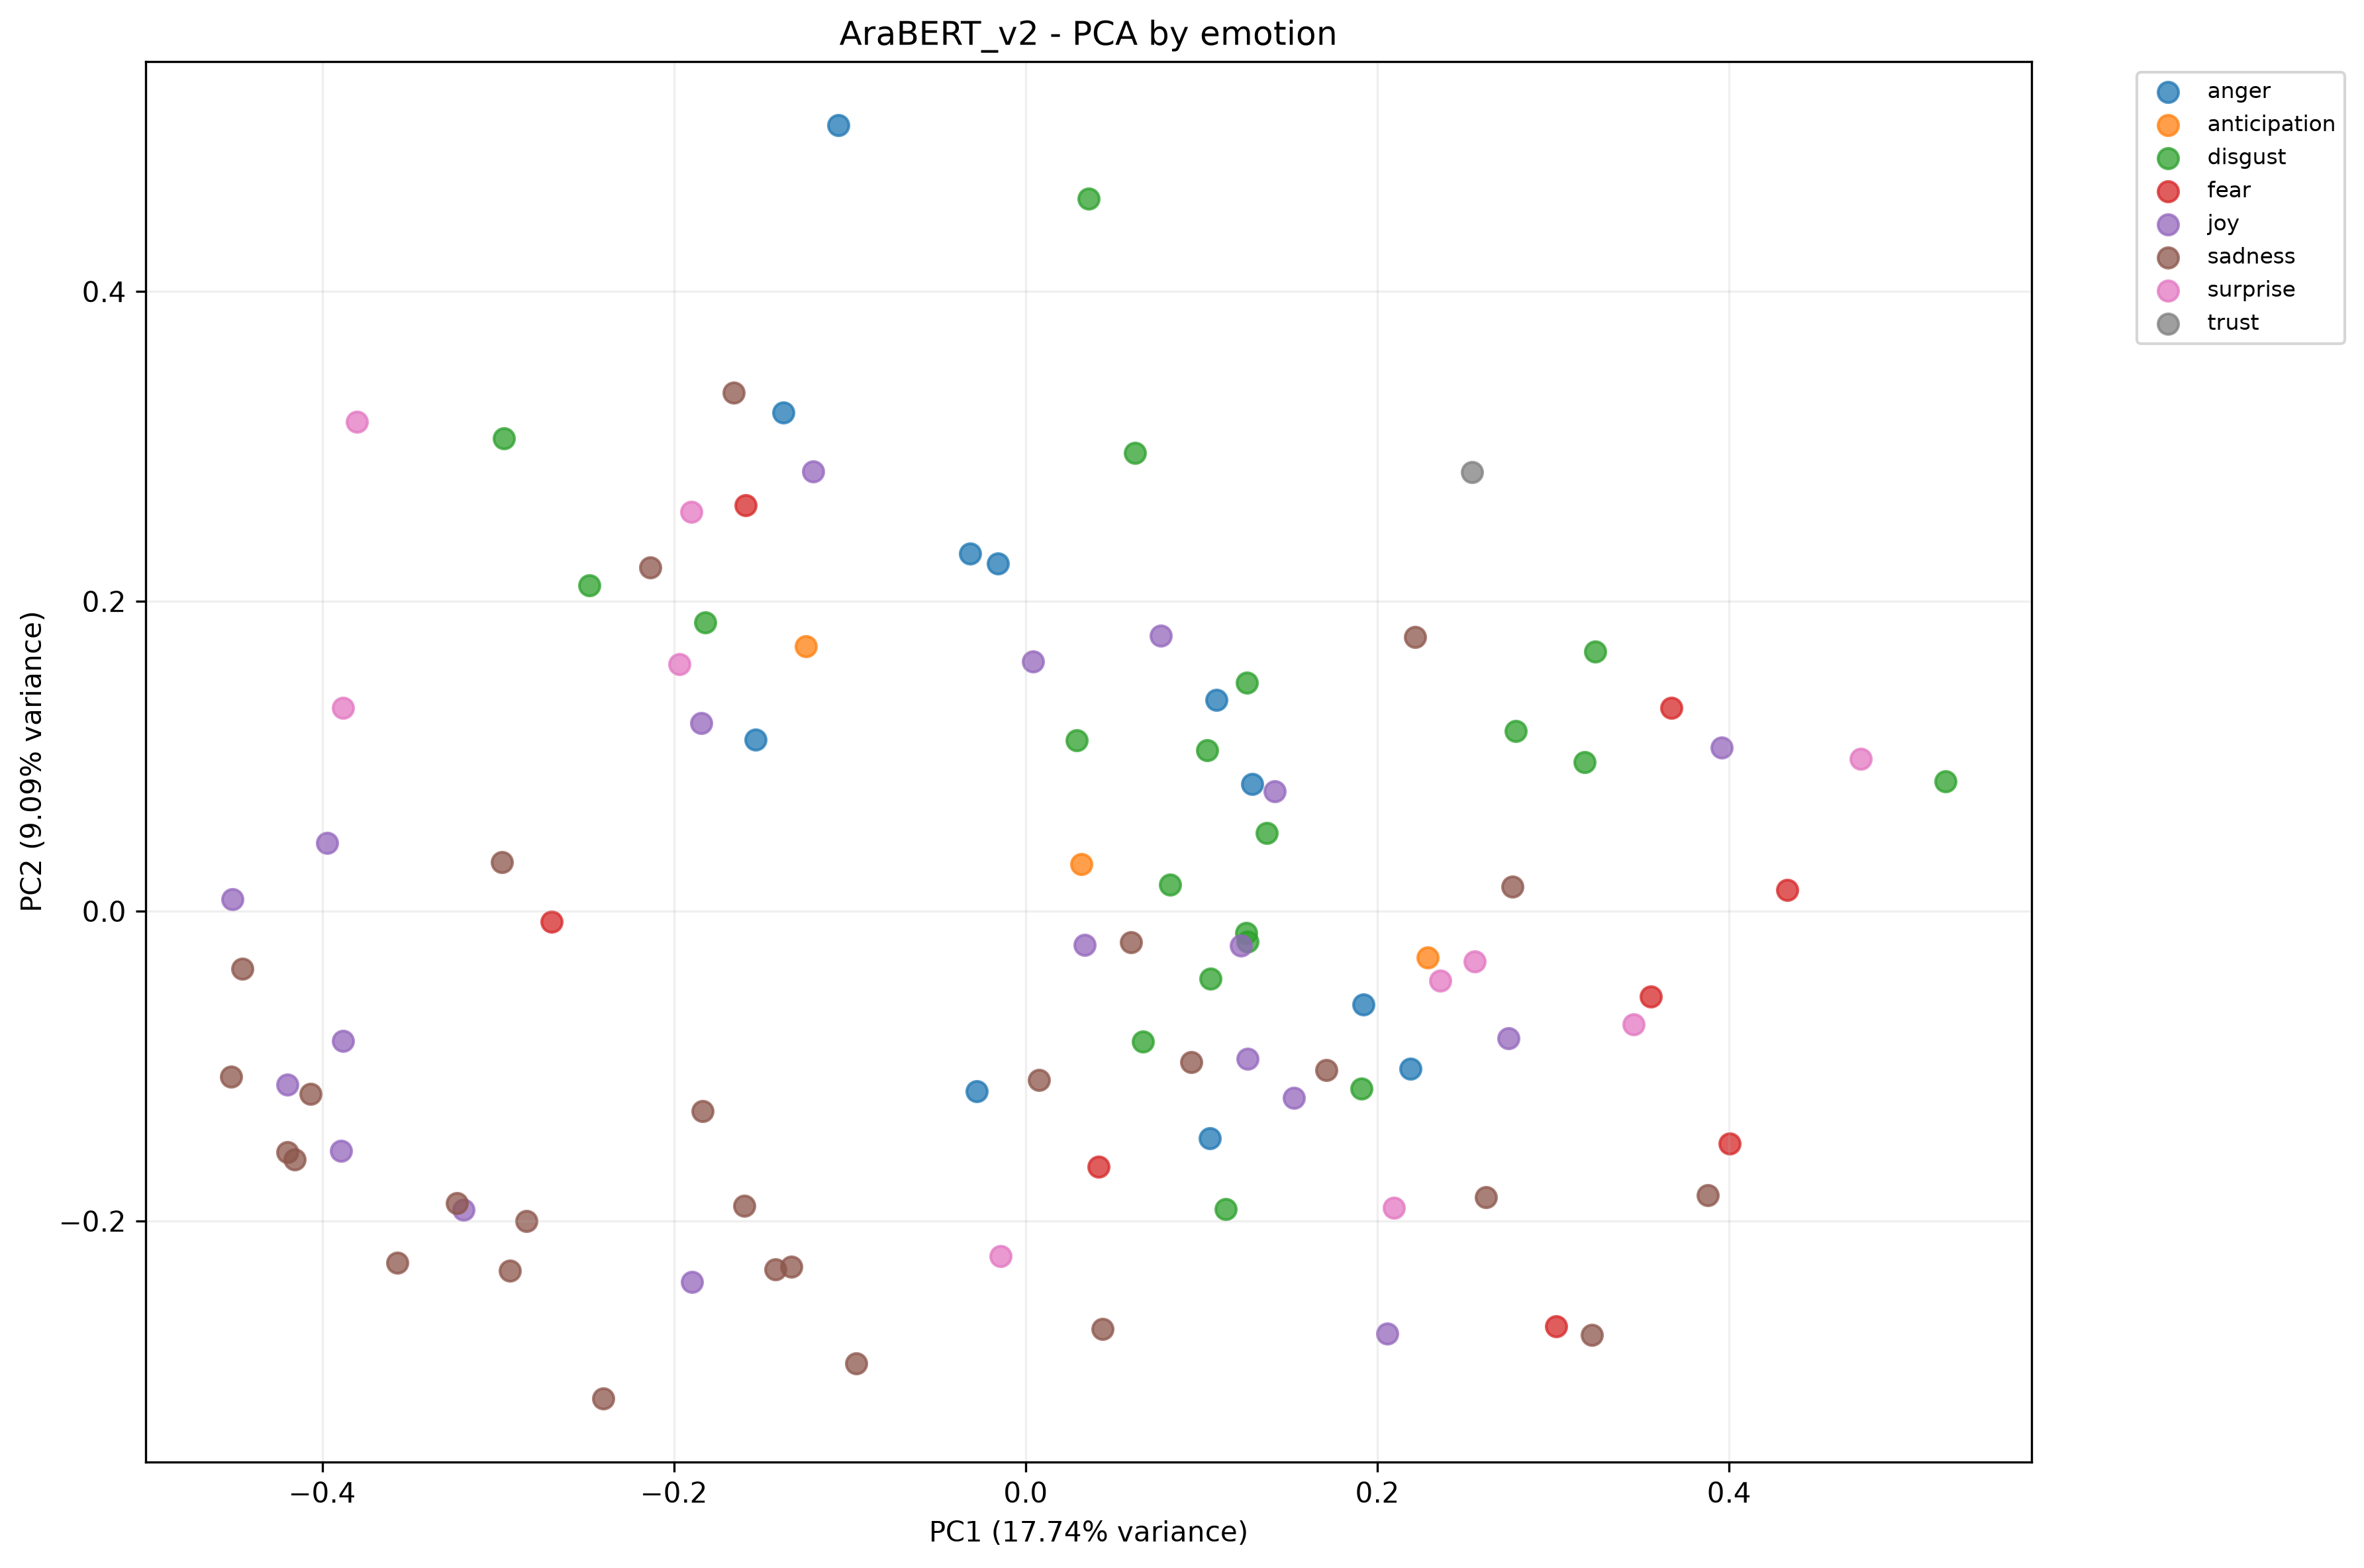 AraBERT_v2 - PCA by emotion
anger
anticipation
disgust
fear
joy
sadness
surprise
trust
PC2 (9.09% variance)
0.4
0.2
0.0
−0.2
−0.4
−0.2
0.0
0.2
0.4
PC1 (17.74% variance)